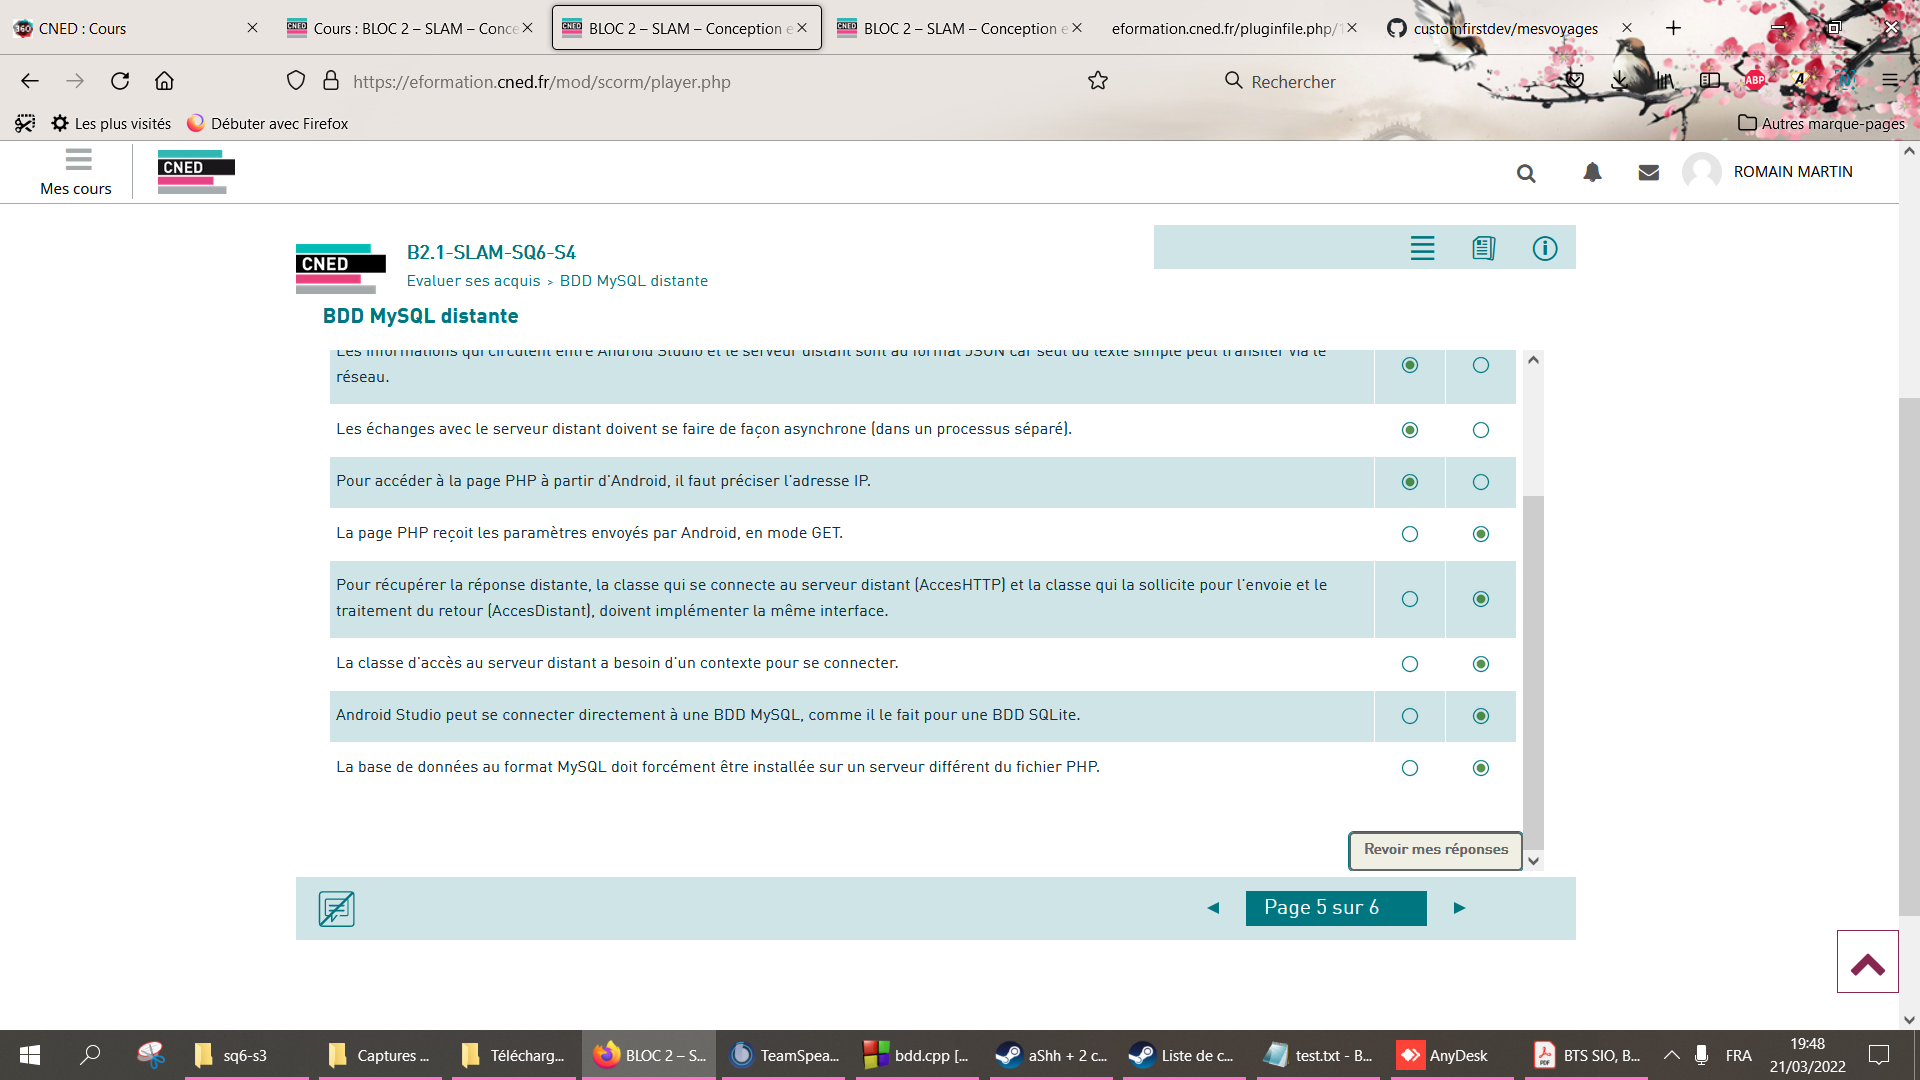 CNED : Cours
Cours : BLOC 2 – SLAM – Conce
BLOC 2 – SLAM – Conception e
BLOC 2 – SLAM – Conception e
eformation.cned.fr/pluginfile.php/1
customfirstdev/mesvoyages
https://eformation.cned.fr/mod/scorm/player.php
Rechercher
ABP
Les plus visités
Débuter avec Firefox
Autres marque-pages
Mes cours
CNED
ROMAIN MARTIN
CNED
B2.1-SLAM-SQ6-S4
Evaluer ses acquis > BDD MySQL distante
BDD MySQL distante
Les informations qui circulent entre Android Studio et le serveur distant sont au format JSON car seul du texte simple peut transiter via le
réseau.
Les échanges avec le serveur distant doivent se faire de façon asynchrone (dans un processus séparé).
Pour accéder à la page PHP à partir d'Android, il faut préciser l'adresse IP.
La page PHP reçoit les paramètres envoyés par Android, en mode GET.
Pour récupérer la réponse distante, la classe qui se connecte au serveur distant (AccesHTTP) et la classe qui la sollicite pour l'envoie et le
traitement du retour (AccesDistant), doivent implémenter la même interface.
La classe d'accès au serveur distant a besoin d'un contexte pour se connecter.
Android Studio peut se connecter directement à une BDD MySQL, comme il le fait pour une BDD SQLite.
La base de données au format MySQL doit forcément être installée sur un serveur différent du fichier PHP.
Revoir mes réponses
Page 5 sur 6
sq6-s3
Captures ...
Télécharg...
BLOC 2 – S...
TeamSpea...
bdd.cpp [...
aShh + 2 c...
Liste de c...
test.txt - B...
AnyDesk
BTS SIO, B...
FRA
19:48
21/03/2022